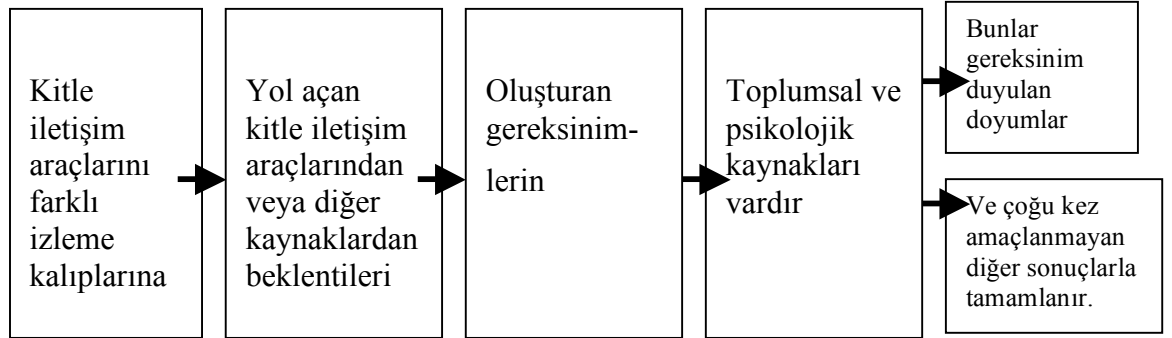 Kitle
iletişim
araçlarını
farklı
izleme
kalıplarına
Yol açan
kitle iletişim
araçlarından
veya diğer
kaynaklardan
beklentileri
Oluşturan
gereksinim-
lerin
Toplumsal ve
psikolojik
kaynakları
vardır
Bunlar
gereksinim
duyulan
doyumlar
Ve çoğu kez
amaçlanmayan
diğer sonuçlarla
tamamlanır.